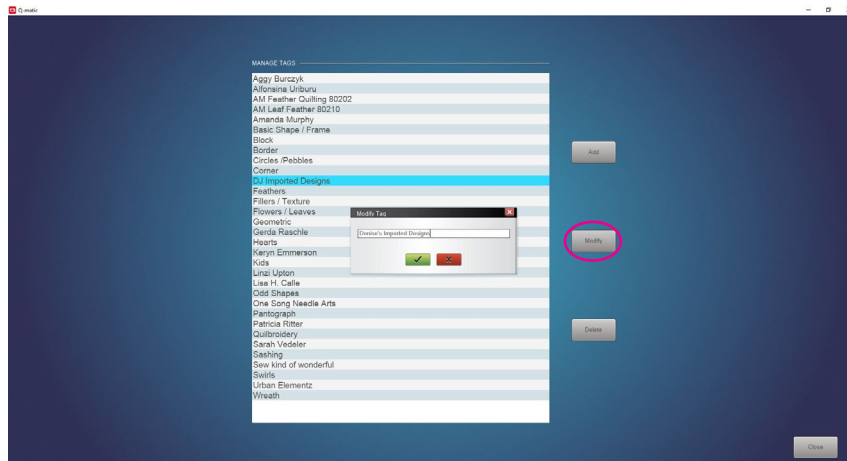 Q-matic
MANAGE TAGS
Aggy Burczyk
Alfonsina Uriburu
AM Feather Quilting 80202
AM Leaf Feather 80210
Amanda Murphy
Basic Shape / Frame
Block
Border
Circles /Pebbles
Corner
DJ Imported Designs
Feathers
Fillers / Texture
Flowers / Leaves
Geometric
Gerda Raschle
Hearts
Keryn Emmerson
Kids
Linzi Upton
Lisa H. Calle
Odd Shapes
One Song Needle Arts
Pantograph
Patricia Ritter
Quilbroidery
Sarah Vedeler
Sashing
Sew kind of wonderful
Swirls
Urban Elementz
Wreath
Modify Tag
Denise's Imported Designs
Add
Modify
Delete
Close